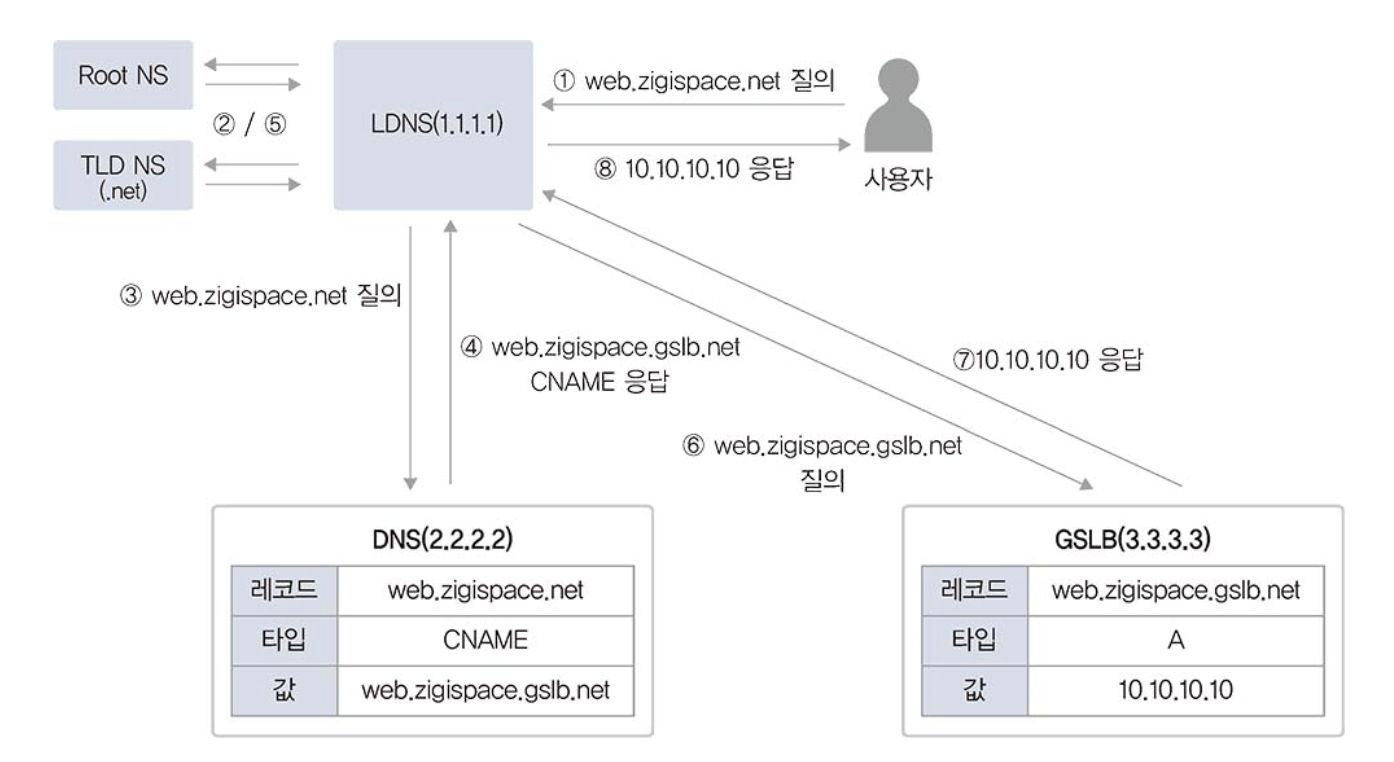 Root NS
② / ⑤
TLD NS
(.net)
LDNS(1.1.1.1)
① web.zigispace.net 질의
⑧ 10.10.10.10 응답
사용자
③ web.zigispace.net 질의
④ web.zigispace.gslb.net
CNAME 응답
⑦10.10.10.10 응답
⑥ web.zigispace.gslb.net
질의
DNS(2.2.2.2)
레코드 web.zigispace.net
타입 CNAME
값 web.zigispace.gslb.net
GSLB(3.3.3.3)
레코드 web.zigispace.gslb.net
타입 A
값 10.10.10.10